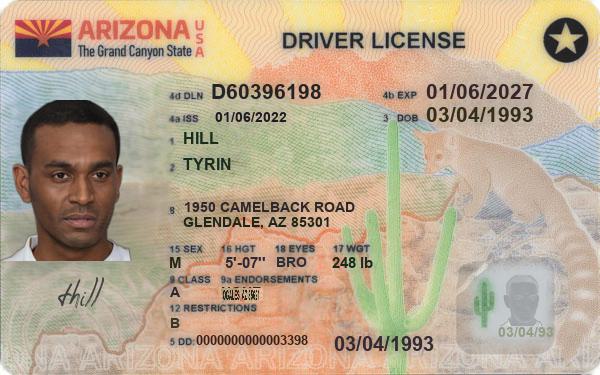 ARIZONA USA
The Grand Canyon State
DRIVER LICENSE
4d DLN D60396198
4b EXP 01/06/2027
4a ISS 01/06/2022
3 DOB 03/04/1993
1 HILL
2 TYRIN
8 1950 CAMELBACK ROAD
GLENDALE, AZ 85301
15 SEX 16 HGT 18 EYES 17 WGT
M 5'-07" BRO 248 lb
9 CLASS 9a ENDORSEMENTS
A
12 RESTRICTIONS
B
5 DD: 0000000000003398
03/04/1993
thill
03/04/93
ARIZONA ARIZONA ARIZONA ARIZONA